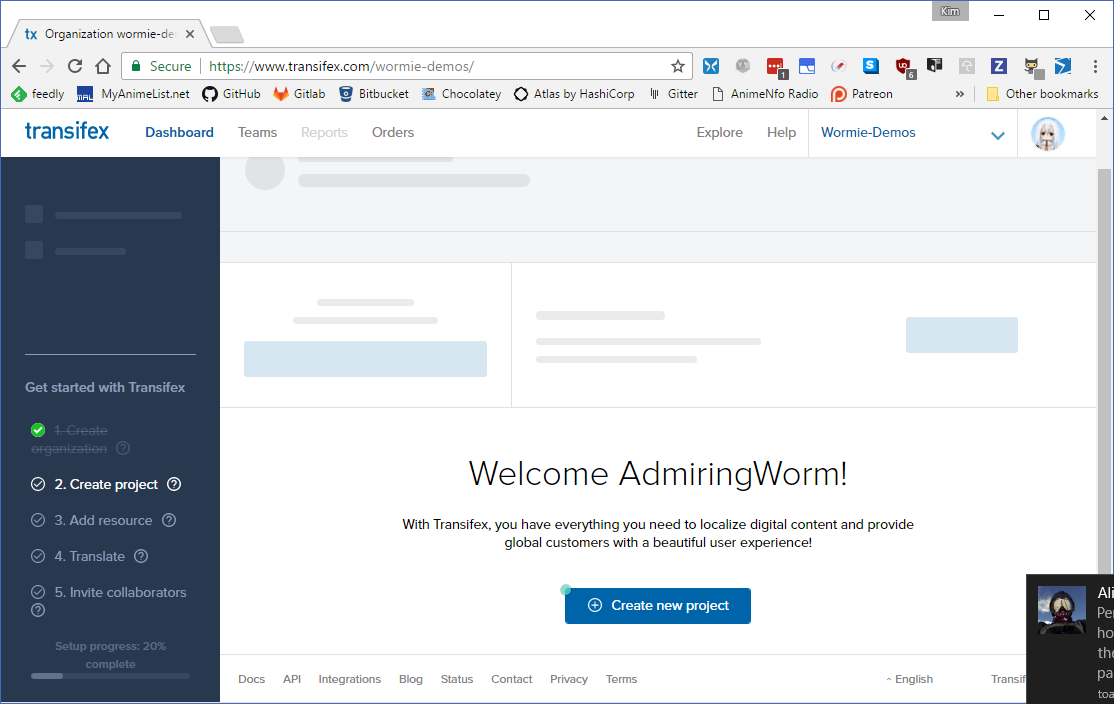 Kim
tx Organization wormie-de
Secure https://www.transifex.com/wormie-demos/
1
6
feedly MyAnimeList.net GitHub Gitlab Bitbucket Chocolatey Atlas by HashiCorp Gitter AnimeNfo Radio Patreon » Other bookmarks
transifex Dashboard Teams Reports Orders Explore Help Wormie-Demos
Get started with Transifex
1. Create
organization
2. Create project
3. Add resource
4. Translate
5. Invite collaborators
Setup progress: 20%
complete
Welcome AdmiringWorm!
With Transifex, you have everything you need to localize digital content and provide
global customers with a beautiful user experience!
Create new project
Docs API Integrations Blog Status Contact Privacy Terms English Transif
Ali
Per
ho
the
pa
toa